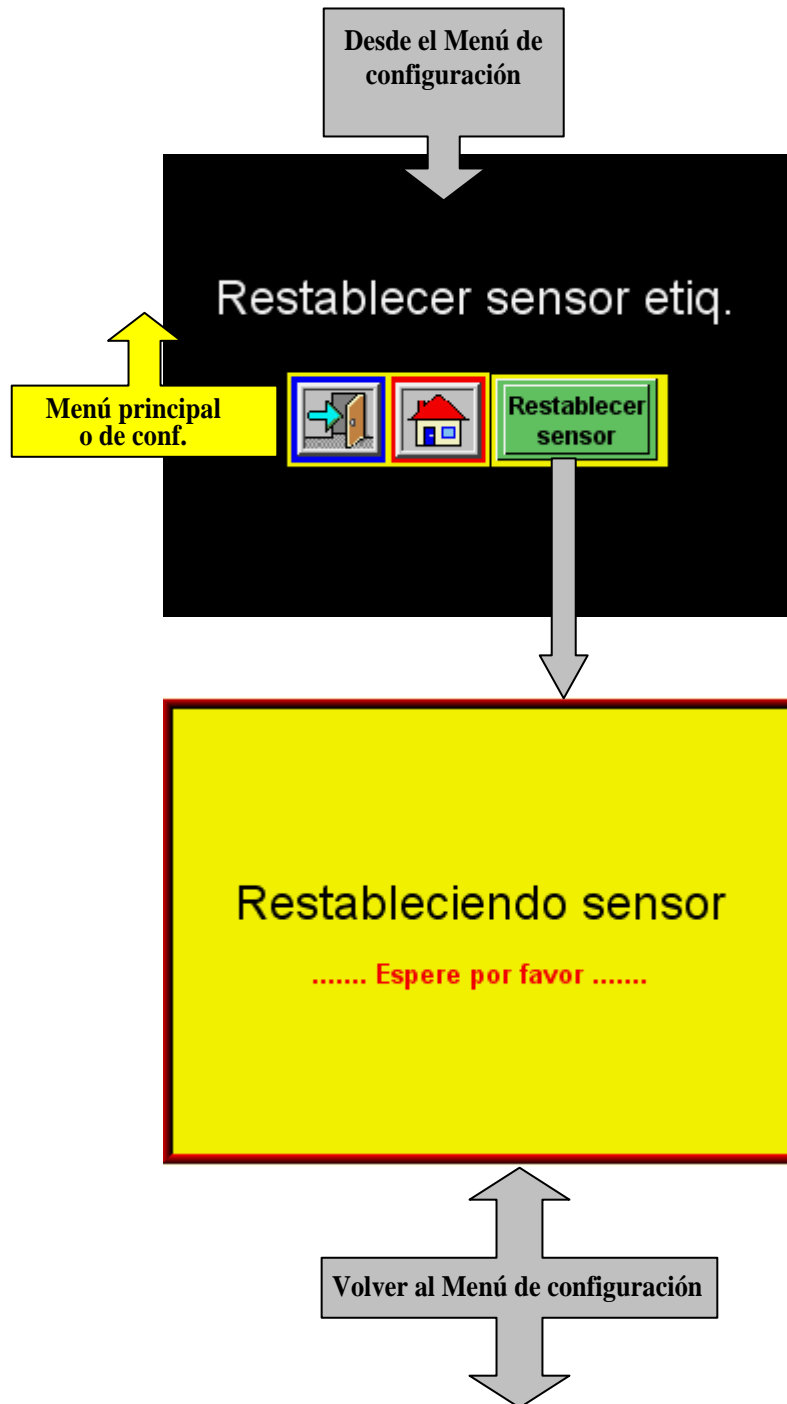 Desde el Menú de
configuración
Restablecer sensor etiq.
Menú principal
o de conf.
Restablecer
sensor
Restableciendo sensor
....... Espere por favor .......
Volver al Menú de configuración